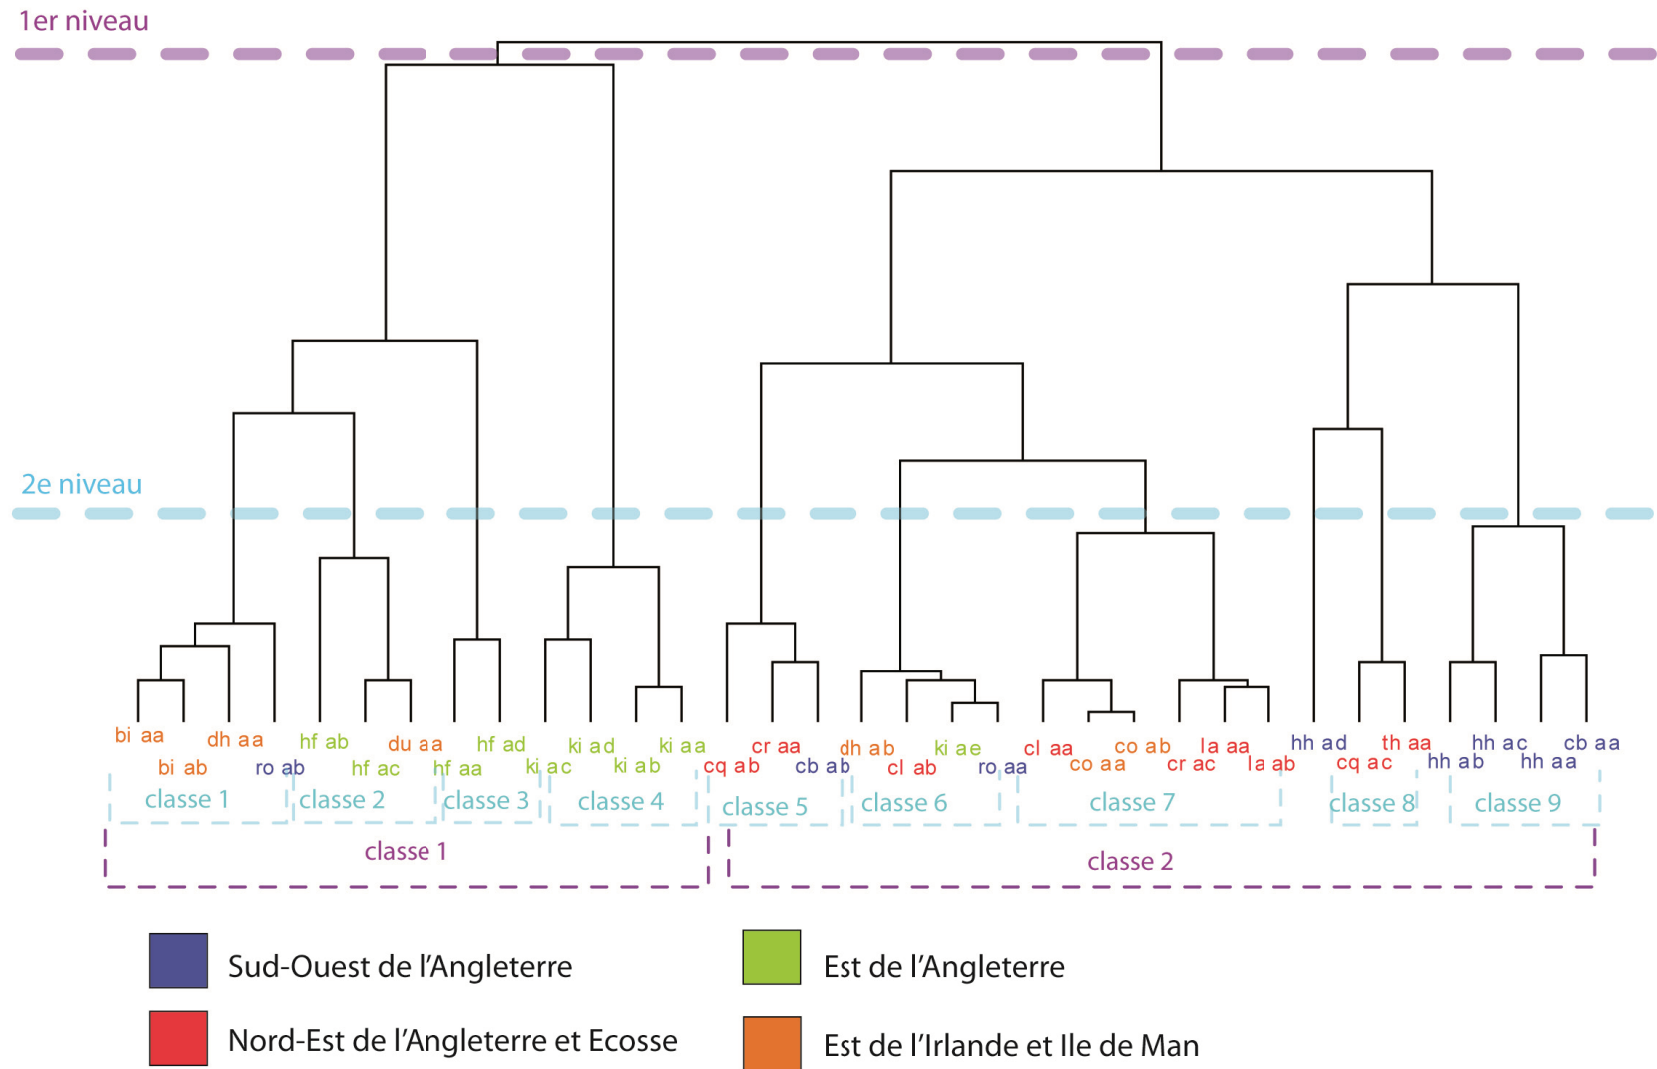 1er niveau
2e niveau
bi aa
bi ab
dh aa
ro ab
hf ab
hf ac
du aa
hf aa
hf ad
ki ac
ki ad
ki ab
ki aa
cq ab
cr aa
cb ab
dh ab
cl ab
ki ae
ro aa
cl aa
co aa
co ab
cr ac
la aa
la ab
hh ad
cq ac
th aa
hh ab
hh ac
hh aa
cb aa
classe 1
classe 2
classe 3
classe 4
classe 5
classe 6
classe 7
classe 8
classe 9
classe 1
classe 2
Sud-Ouest de l'Angleterre
Est de l'Angleterre
Nord-Est de l'Angleterre et Ecosse
Est de l'Irlande et Ile de Man